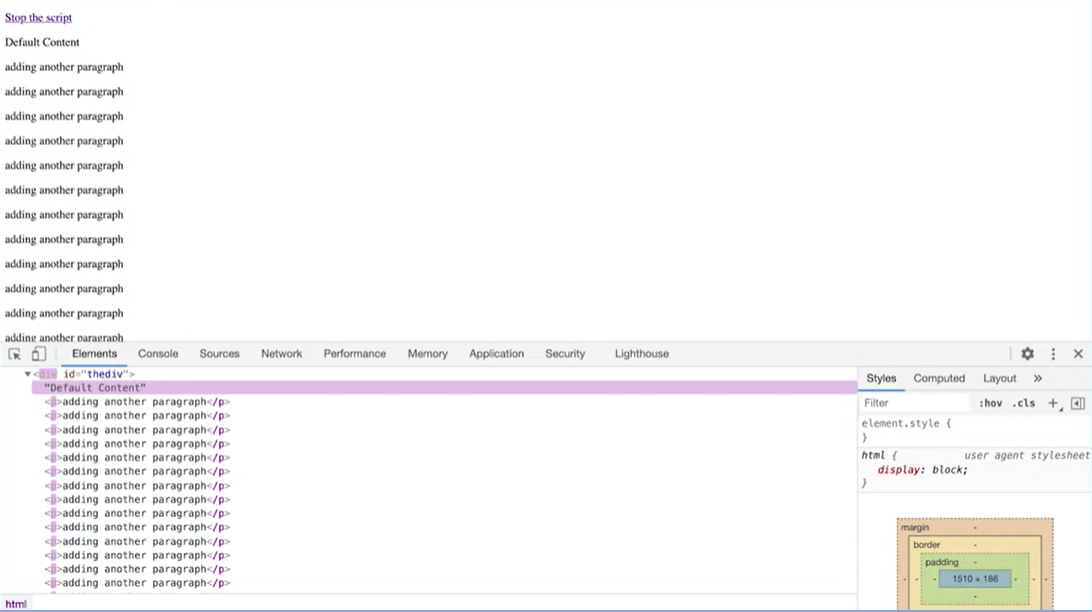 Stop the script
Default Content
adding another paragraph
adding another paragraph
adding another paragraph
adding another paragraph
adding another paragraph
adding another paragraph
adding another paragraph
adding another paragraph
adding another paragraph
adding another paragraph
adding another paragraph
adding another paragraph
Elements Console Sources Network Performance Memory Application Security Lighthouse
▼<div id="thediv">
"Default Content"
<p>adding another paragraph</p>
<p>adding another paragraph</p>
<p>adding another paragraph</p>
<p>adding another paragraph</p>
<p>adding another paragraph</p>
<p>adding another paragraph</p>
<p>adding another paragraph</p>
<p>adding another paragraph</p>
<p>adding another paragraph</p>
<p>adding another paragraph</p>
<p>adding another paragraph</p>
<p>adding another paragraph</p>
<p>adding another paragraph</p>
<p>adding another paragraph</p>
html
Styles Computed Layout »
Filter :hov .cls +
element.style {
}
html { user agent stylesheet
display: block;
}
margin -
border -
padding -
- - - 1510 × 186 - - -
-